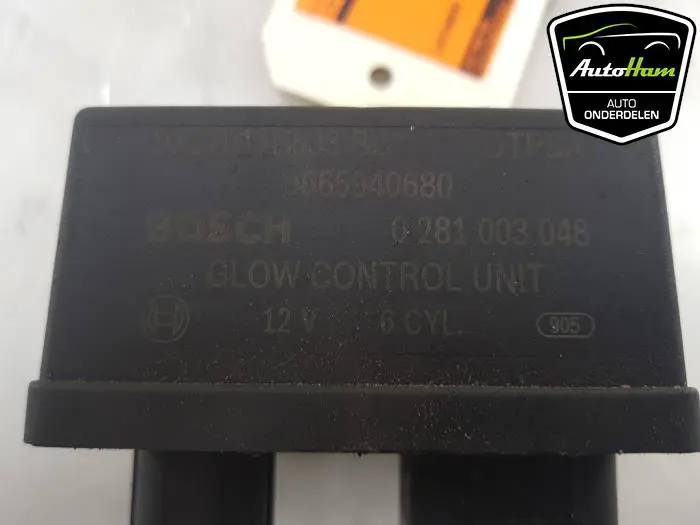 AutoHam
AUTO
ONDERDELEN
9665940680
BOSCH 0 281 003 048
GLOW CONTROL UNIT
12 V 6 CYL. 905